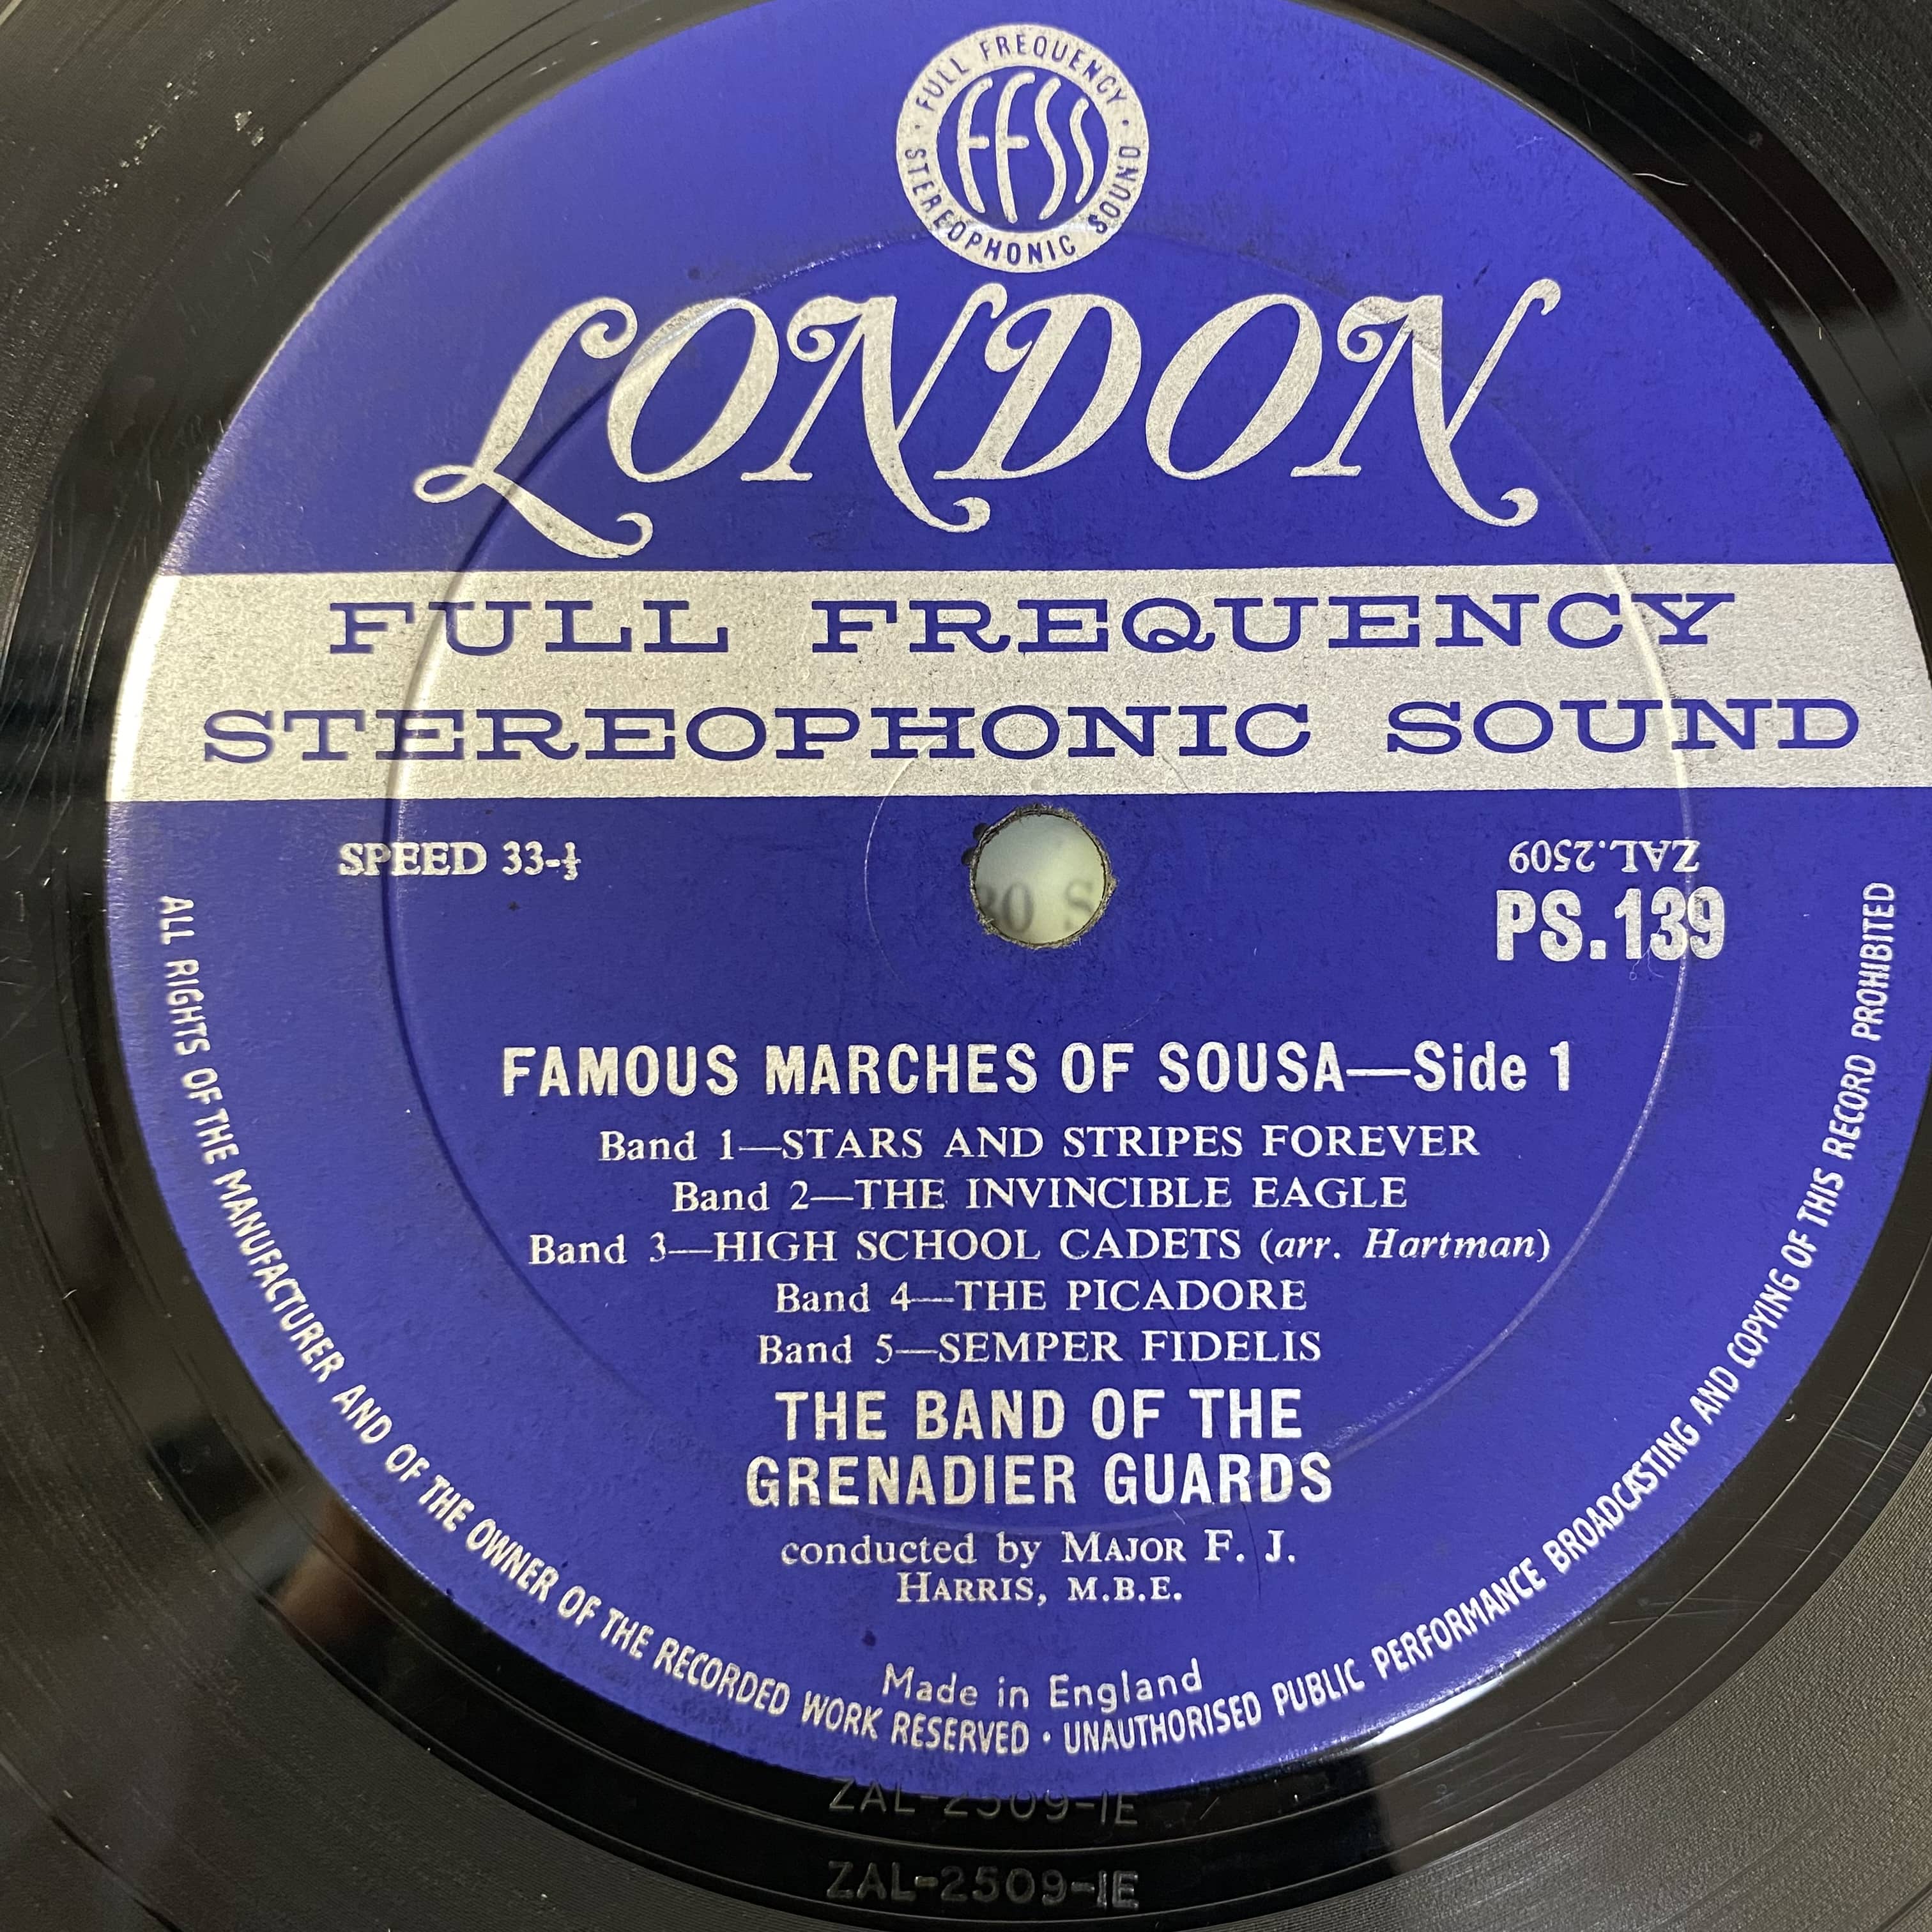 FULL FREQUENCY
FFSS
STEREOPHONIC SOUND
LONDON
FULL FREQUENCY
STEREOPHONIC SOUND
SPEED 33-⅓
ZAL.2509
PS.139
FAMOUS MARCHES OF SOUSA—Side 1
Band 1—STARS AND STRIPES FOREVER
Band 2—THE INVINCIBLE EAGLE
Band 3—HIGH SCHOOL CADETS (arr. Hartman)
Band 4—THE PICADORE
Band 5—SEMPER FIDELIS
THE BAND OF THE
GRENADIER GUARDS
conducted by MAJOR F. J.
HARRIS, M.B.E.
Made in England
ALL RIGHTS OF THE MANUFACTURER AND OF THE OWNER OF THE RECORDED WORK RESERVED · UNAUTHORISED PUBLIC PERFORMANCE BROADCASTING AND COPYING OF THIS RECORD PROHIBITED
ZAL-2509-1E
ZAL-2509-1E